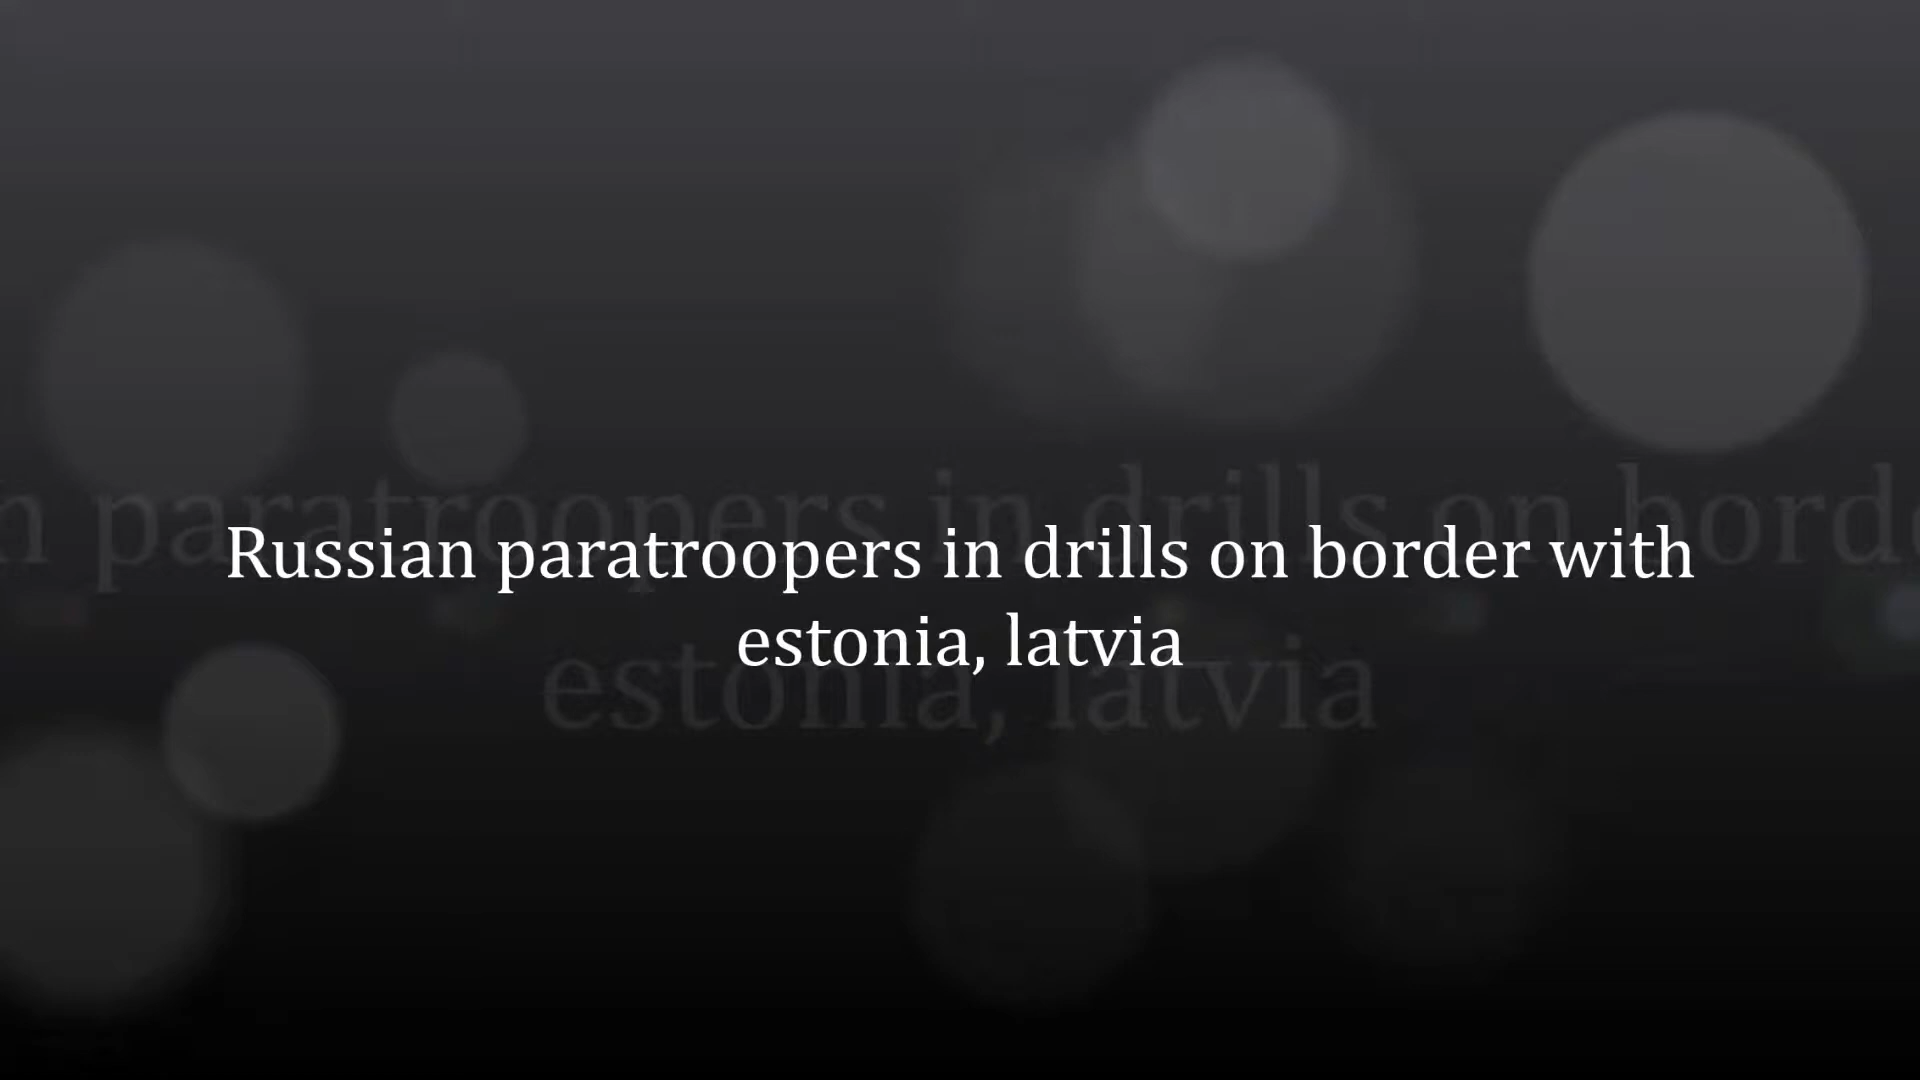 Russian paratroopers in drills on border with
estonia, latvia